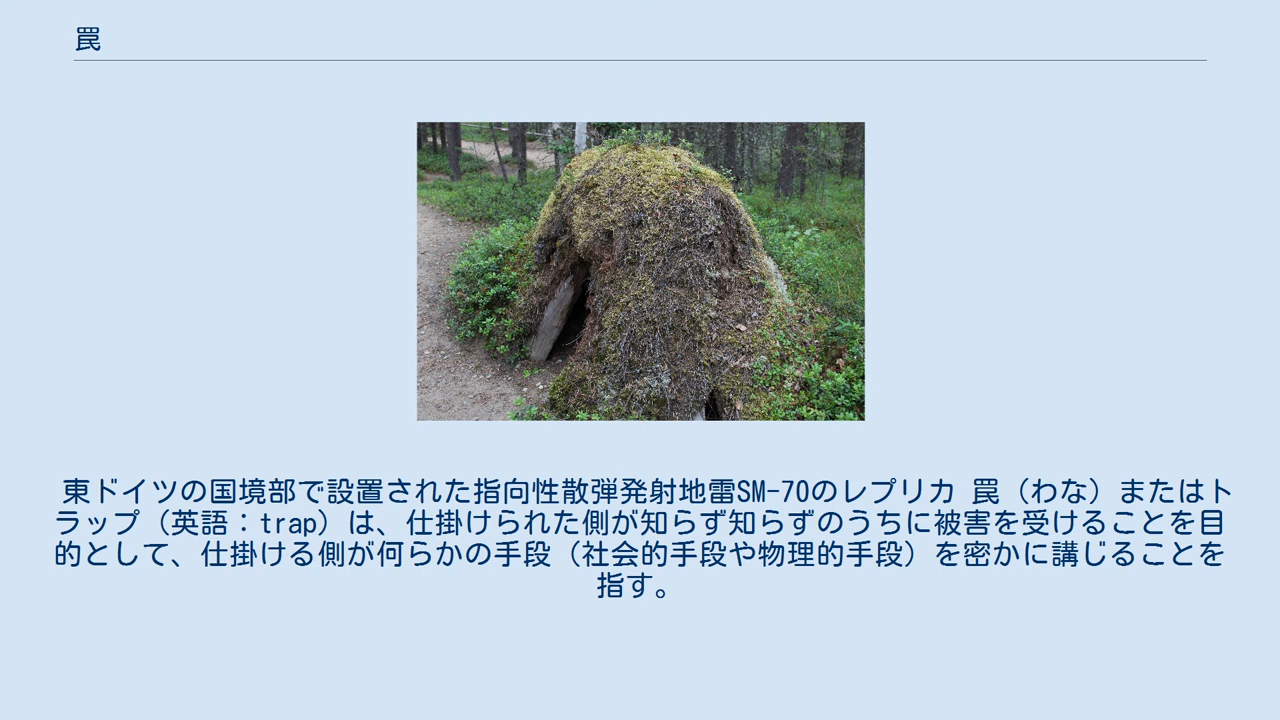 罠
東ドイツの国境部で設置された指向性散弾発射地雷SM-70のレプリカ 罠（わな）またはト
ラップ（英語：trap）は、仕掛けられた側が知らず知らずのうちに被害を受けることを目
的として、仕掛ける側が何らかの手段（社会的手段や物理的手段）を密かに講じることを
指す。